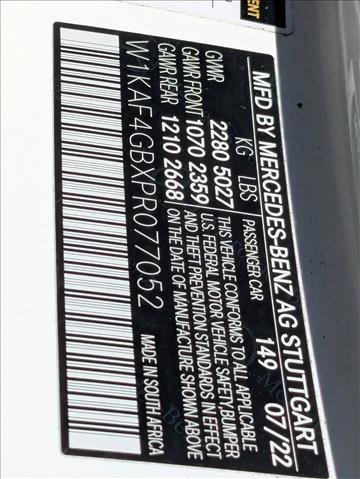 MENT
MFD BY MERCEDES-BENZ AG STUTTGART
KG LBS PASSENGER CAR 149 07/22
GVWR 2280 5027
GAWR FRONT 1070 2359
GAWR REAR 1210 2668
THIS VEHICLE CONFORMS TO ALL APPLICABLE
U.S. FEDERAL MOTOR VEHICLE SAFETY/BUMPER
AND THEFT PREVENTION STANDARDS IN EFFECT
ON THE DATE OF MANUFACTURE SHOWN ABOVE
W1KAF4GBXPR077052
MADE IN SOUTH AFRICA